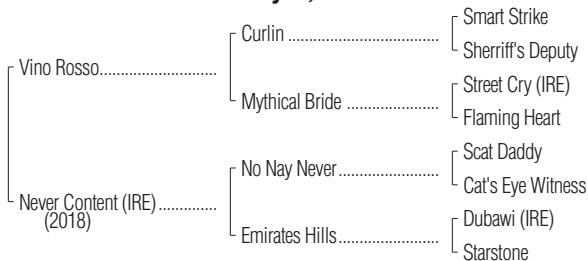 Smart Strike
Curlin
Sherriff's Deputy
Vino Rosso
Street Cry (IRE)
Mythical Bride
Flaming Heart
Scat Daddy
No Nay Never
Cat's Eye Witness
Never Content (IRE)
(2018)
Dubawi (IRE)
Emirates Hills
Starstone